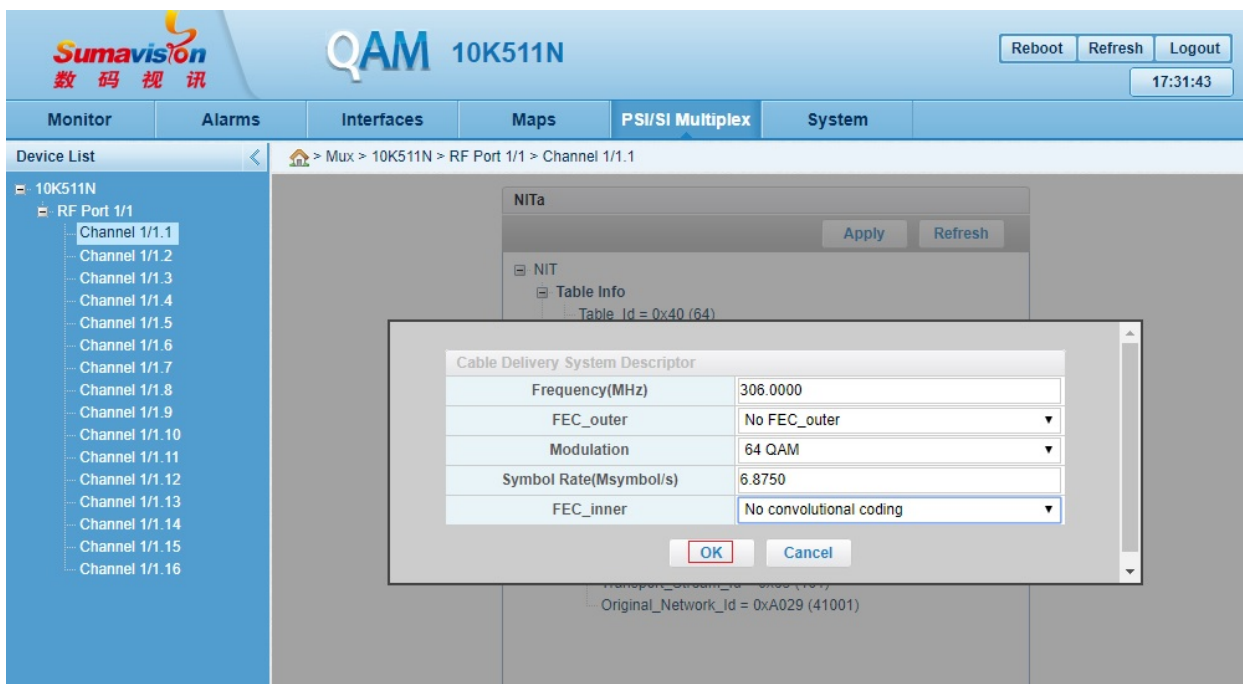 Sumavision
数码视讯
QAM 10K511N
Reboot Refresh Logout
17:31:43
Monitor Alarms Interfaces Maps PSI/SI Multiplex System
Device List
> Mux > 10K511N > RF Port 1/1 > Channel 1/1.1
10K511N
RF Port 1/1
Channel 1/1.1
Channel 1/1.2
Channel 1/1.3
Channel 1/1.4
Channel 1/1.5
Channel 1/1.6
Channel 1/1.7
Channel 1/1.8
Channel 1/1.9
Channel 1/1.10
Channel 1/1.11
Channel 1/1.12
Channel 1/1.13
Channel 1/1.14
Channel 1/1.15
Channel 1/1.16
NITa
Apply Refresh
NIT
Table Info
Table_Id = 0x40 (64)
Cable Delivery System Descriptor
Frequency(MHz) 306.0000
FEC_outer No FEC_outer
Modulation 64 QAM
Symbol Rate(Msymbol/s) 6.8750
FEC_inner No convolutional coding
OK Cancel
Original_Network_Id = 0xA029 (41001)